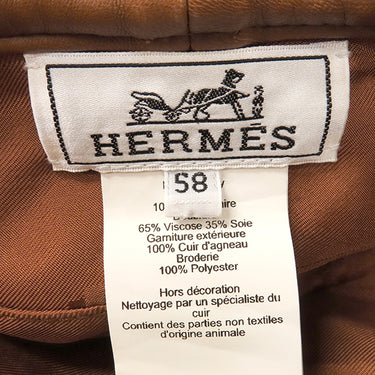 HERMĒS
58
65% Viscose 35% Soie
Garniture extérieure
100% Cuir d'agneau
Broderie
100% Polyester
Hors décoration
Nettoyage par un spécialiste du
cuir
Contient des parties non textiles
d'origine animale